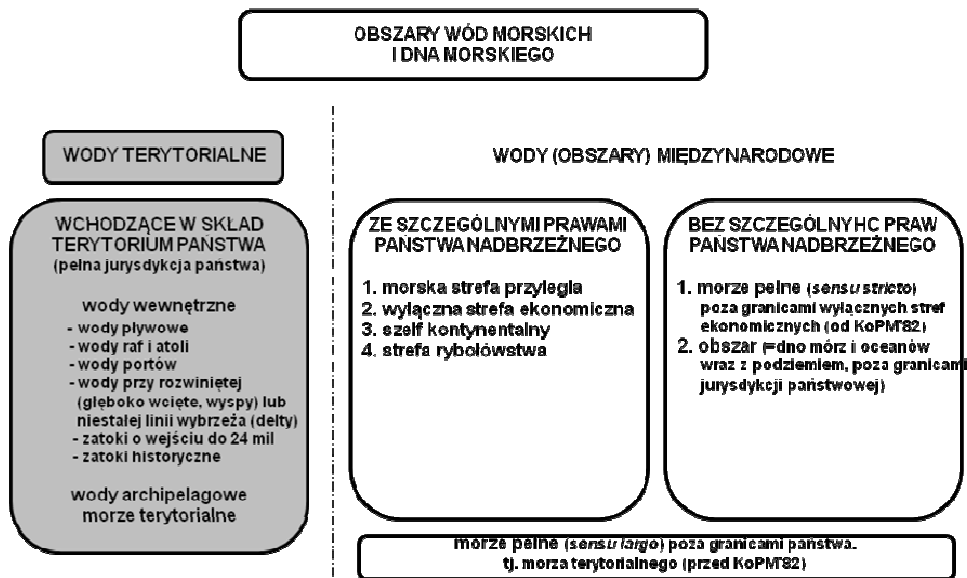 OBSZARY WÓD MORSKICH
I DNA MORSKIEGO
WODY TERYTORIALNE
WCHODZĄCE W SKŁAD
TERYTORIUM PAŃSTWA
(pełna jurysdykcja państwa)
wody wewnętrzne
- wody pływowe
- wody raf i atoli
- wody portów
- wody przy rozwiniętej
(głęboko wcięte, wyspy) lub
niestałej linii wybrzeża (delty)
- zatoki o wejściu do 24 mil
- zatoki historyczne
wody archipelagowe
morze terytorialne
WODY (OBSZARY) MIĘDZYNARODOWE
ZE SZCZEGÓLNYMI PRAWAMI
PAŃSTWA NADBRZEŻNEGO
1. morska strefa przyległa
2. wyłączna strefa ekonomiczna
3. szelf kontynentalny
4. strefa rybołówstwa
BEZ SZCZEGÓLNYHC PRAW
PAŃSTWA NADBRZEŻNEGO
1. morze pełne (sensu stricto)
poza granicami wyłącznych stref
ekonomicznych (od KoPM'82)
2. obszar (=dno mórz i oceanów
wraz z podziemiem, poza granicami
jurysdykcji państwowej)
morze pełne (sensu largo) poza granicami państwa.
tj. morza terytorialnego (przed KoPM'82)